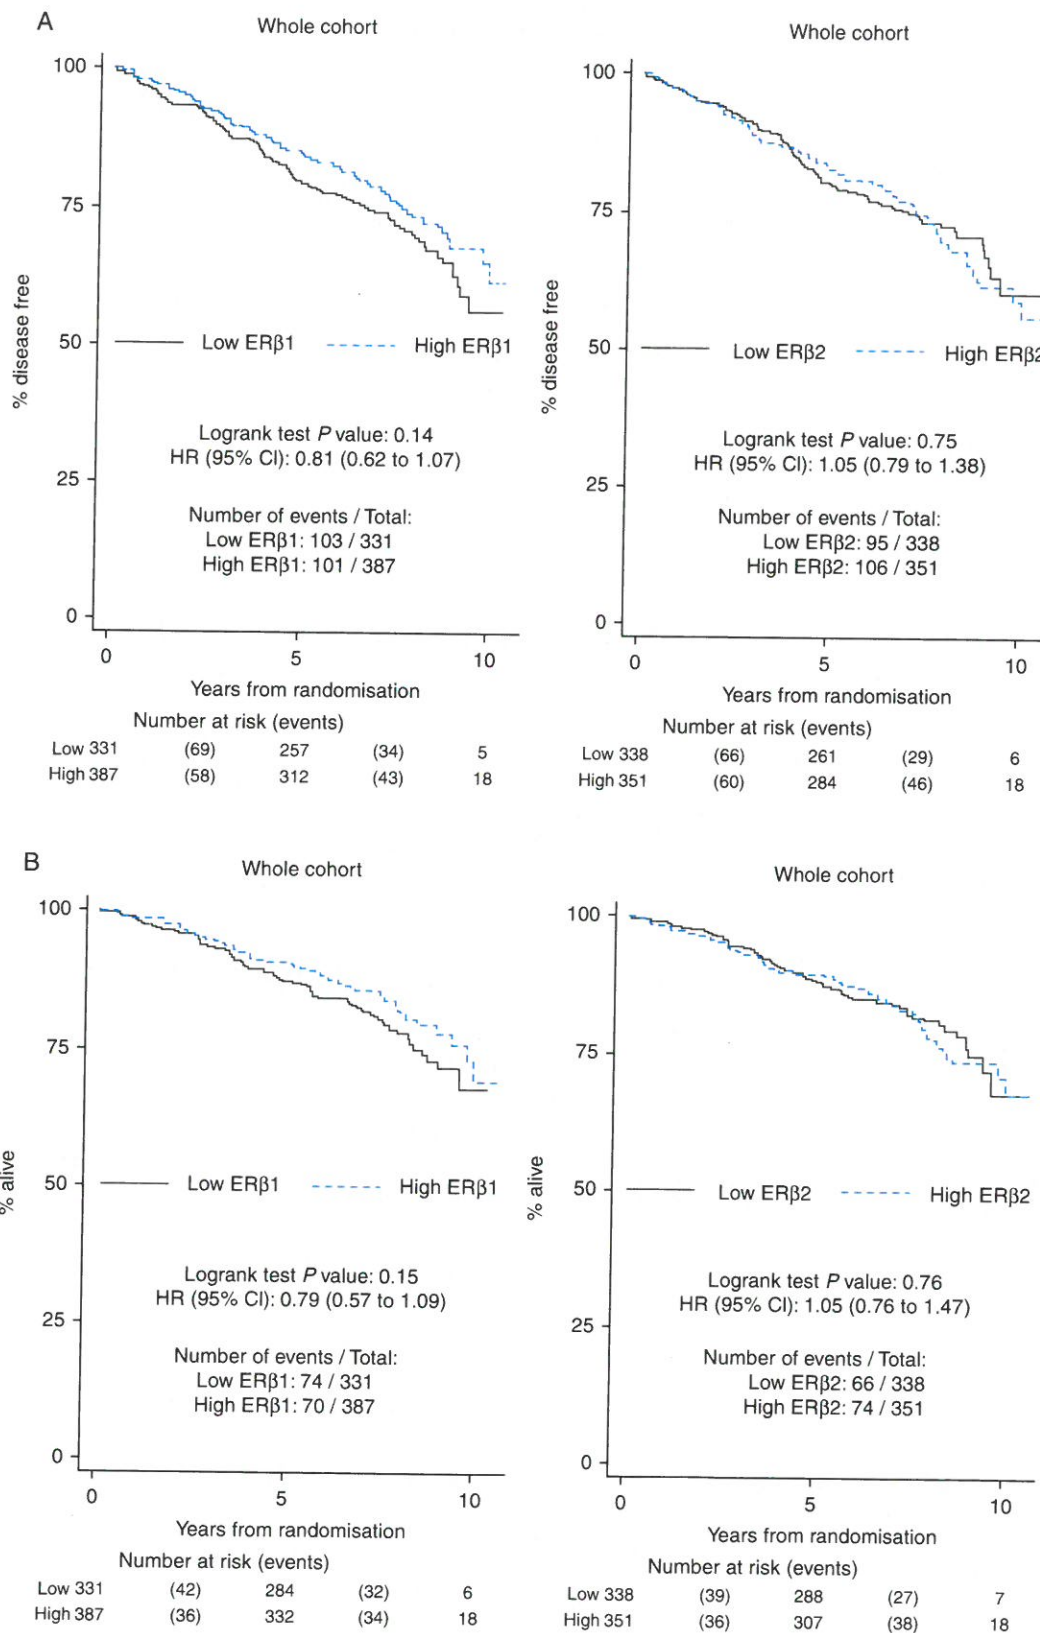 A
Whole cohort
100
75
50
25
0
% disease free
Low ERβ1
High ERβ1
Logrank test P value: 0.14
HR (95% CI): 0.81 (0.62 to 1.07)
Number of events / Total:
Low ERβ1: 103 / 331
High ERβ1: 101 / 387
0 5 10
Years from randomisation
Number at risk (events)
Low 331 (69) 257 (34) 5
High 387 (58) 312 (43) 18
Whole cohort
100
75
50
25
0
% disease free
Low ERβ2
High ERβ2
Logrank test P value: 0.75
HR (95% CI): 1.05 (0.79 to 1.38)
Number of events / Total:
Low ERβ2: 95 / 338
High ERβ2: 106 / 351
0 5 10
Years from randomisation
Number at risk (events)
Low 338 (66) 261 (29) 6
High 351 (60) 284 (46) 18
B
Whole cohort
100
75
50
25
0
% alive
Low ERβ1
High ERβ1
Logrank test P value: 0.15
HR (95% CI): 0.79 (0.57 to 1.09)
Number of events / Total:
Low ERβ1: 74 / 331
High ERβ1: 70 / 387
0 5 10
Years from randomisation
Number at risk (events)
Low 331 (42) 284 (32) 6
High 387 (36) 332 (34) 18
Whole cohort
100
75
50
25
0
% alive
Low ERβ2
High ERβ2
Logrank test P value: 0.76
HR (95% CI): 1.05 (0.76 to 1.47)
Number of events / Total:
Low ERβ2: 66 / 338
High ERβ2: 74 / 351
0 5 10
Years from randomisation
Number at risk (events)
Low 338 (39) 288 (27) 7
High 351 (36) 307 (38) 18